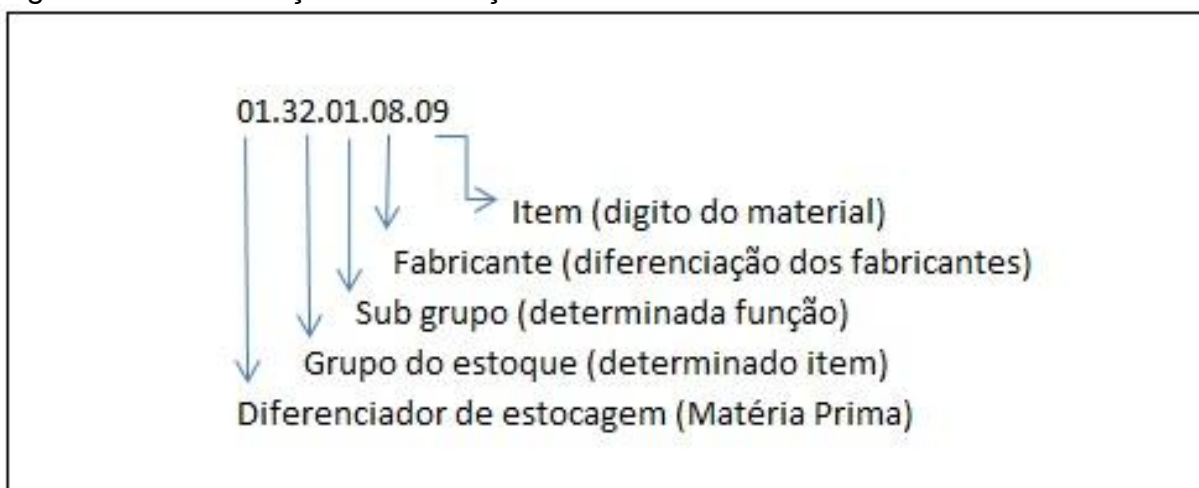 01.32.01.08.09
Item (digito do material)
Fabricante (diferenciação dos fabricantes)
Sub grupo (determinada função)
Grupo do estoque (determinado item)
Diferenciador de estocagem (Matéria Prima)